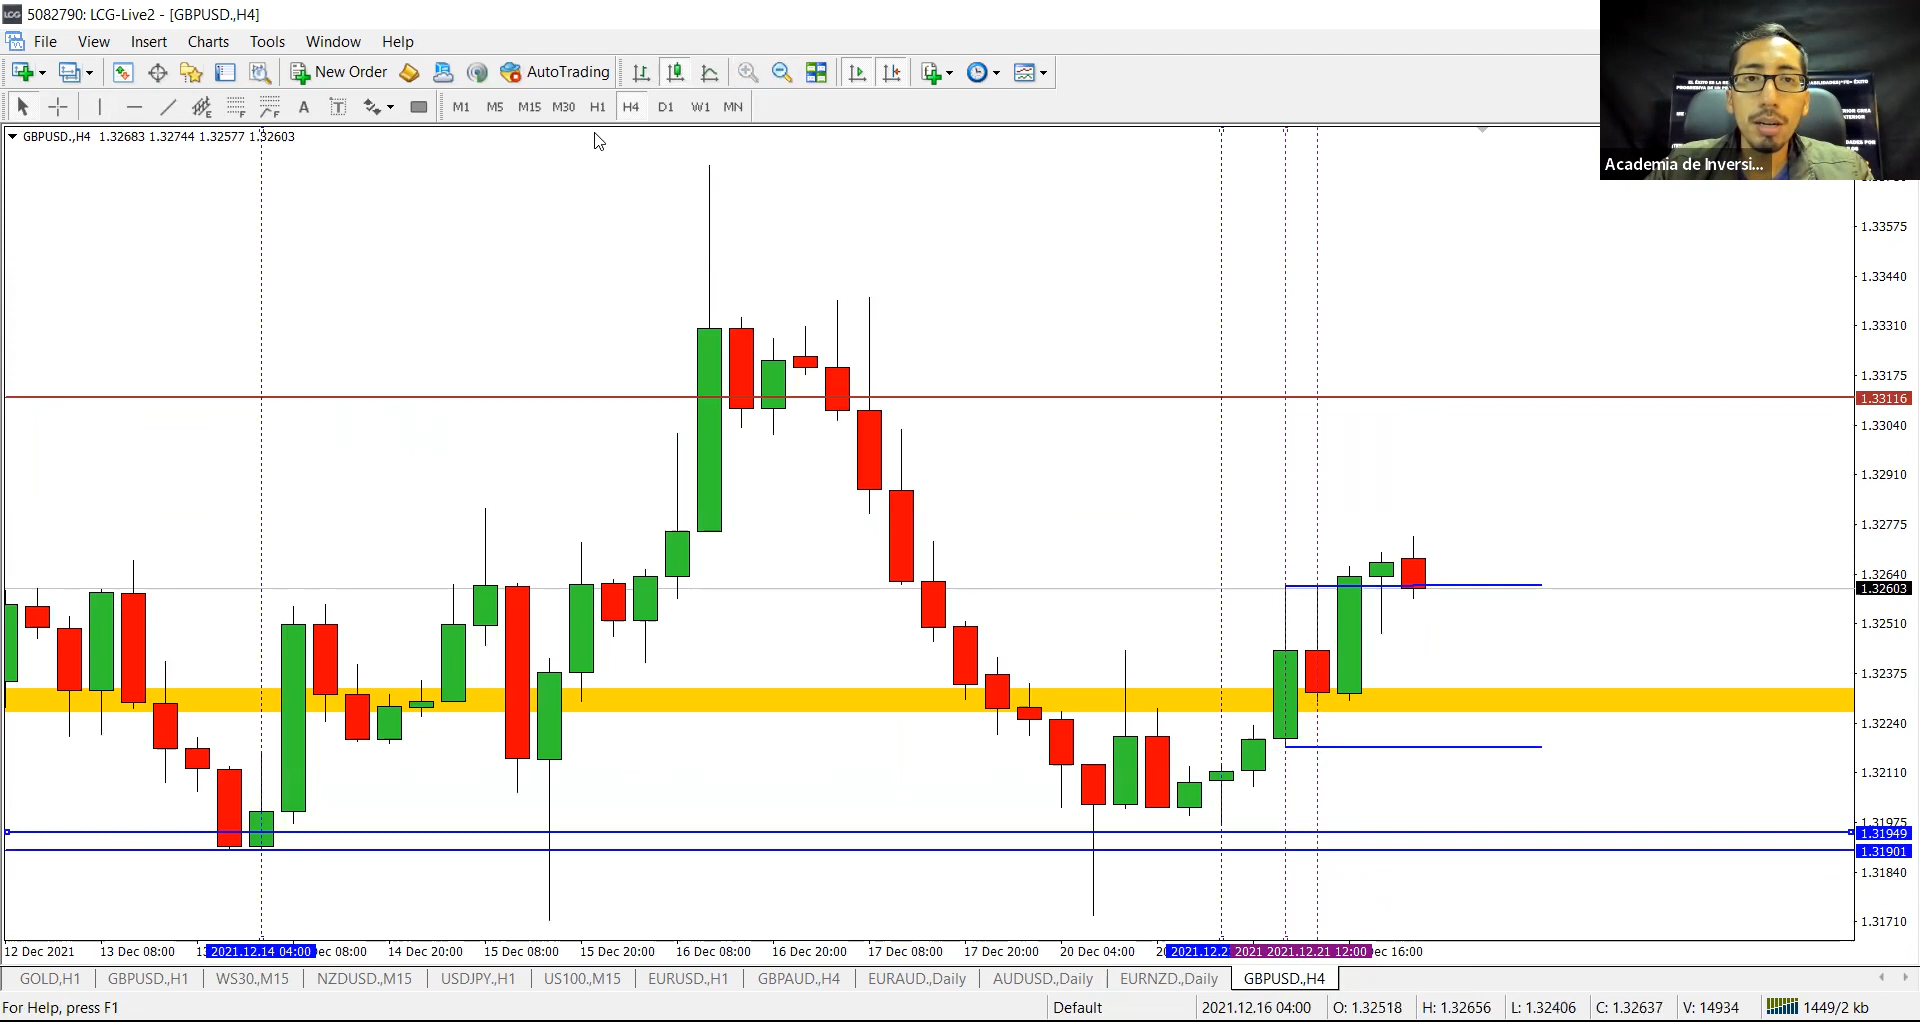 5082790: LCG-Live2 - [GBPUSD.,H4]
File View Insert Charts Tools Window Help
New Order AutoTrading
M1 M5 M15 M30 H1 H4 D1 W1 MN
GBPUSD.,H4 1.32683 1.32744 1.32577 1.32603
Academia de Inversi...
1.33575
1.33440
1.33310
1.33175
1.33116
1.33040
1.32910
1.32775
1.32640
1.32603
1.32510
1.32375
1.32240
1.32110
1.31975
1.31949
1.31901
1.31840
1.31710
12 Dec 2021 13 Dec 08:00 2021.12.14 04:00 ec 08:00 14 Dec 20:00 15 Dec 08:00 15 Dec 20:00 16 Dec 08:00 16 Dec 20:00 17 Dec 08:00 17 Dec 20:00 20 Dec 04:00 2021.12.2 2021 2021.12.21 12:00 ec 16:00
GOLD,H1 GBPUSD.,H1 WS30.,M15 NZDUSD.,M15 USDJPY.,H1 US100.,M15 EURUSD.,H1 GBPAUD.,H4 EURAUD.,Daily AUDUSD.,Daily EURNZD.,Daily GBPUSD.,H4
For Help, press F1 Default 2021.12.16 04:00 O: 1.32518 H: 1.32656 L: 1.32406 C: 1.32637 V: 14934 1449/2 kb